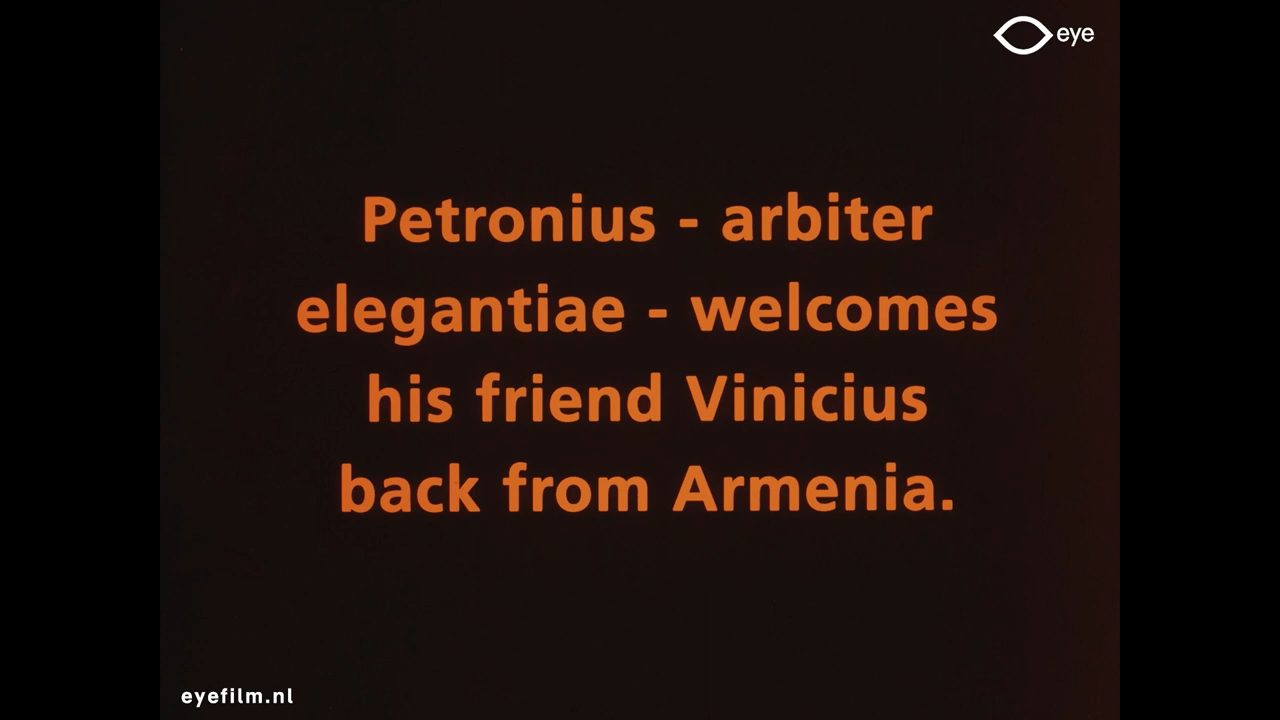 eye
Petronius - arbiter
elegantiae - welcomes
his friend Vinicius
back from Armenia.
eyefilm.nl